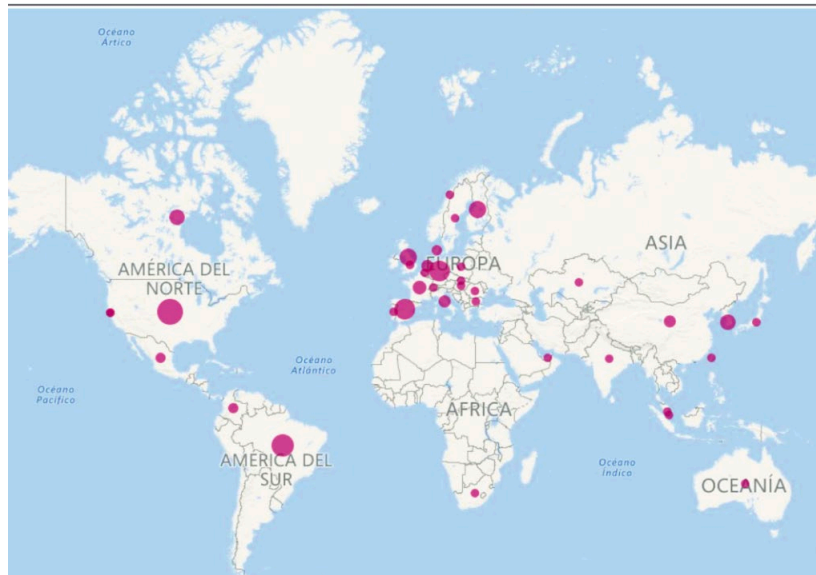 Océano
Ártico
AMÉRICA DEL
NORTE
EUROPA
ASIA
Océano
Atlántico
Océano
Pacífico
ÁFRICA
AMÉRICA DEL
SUR
Océano
Índico
OCEANÍA